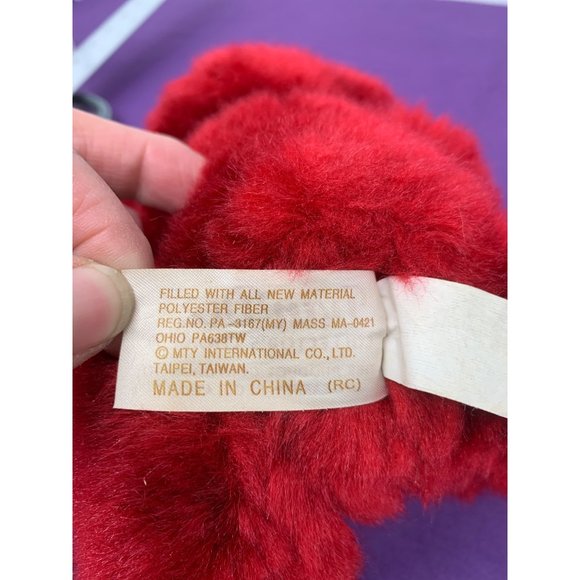 FILLED WITH ALL NEW MATERIAL
POLYESTER FIBER
REG.NO. PA-3167(MY) MASS MA-0421
OHIO PA638TW
© MTY INTERNATIONAL CO., LTD.
TAIPEI, TAIWAN.
MADE IN CHINA (RC)